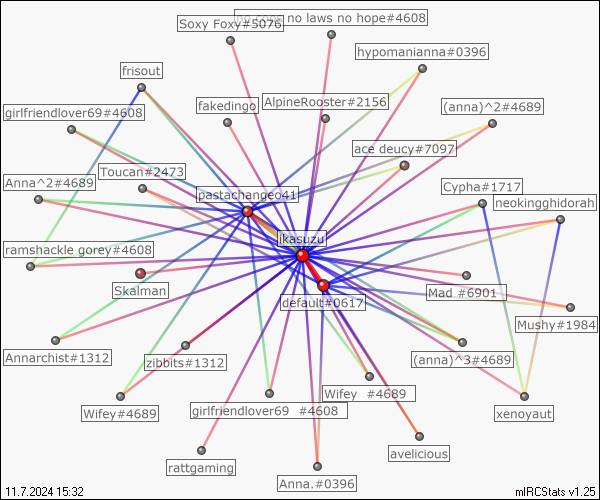 Soxy Foxy#5076
no laws no hope#4608
hypomanianna#0396
frisout
girlfriendlover69#4608
fakedingo
AlpineRooster#2156
(anna)^2#4689
ace deucy#7097
Toucan#2473
Anna^2#4689
pastachangeo41
Cypha#1717
neokingghidorah
Ikasuzu
ramshackle gorey#4608
Skalman
default#0617
Mad #6901
Mushy#1984
Annarchist#1312
zibbits#1312
(anna)^3#4689
Wifey#4689
girlfriendlover69 #4608
Wifey #4689
xenoyaut
avelicious
rattgaming
Anna.#0396
11.7.2024 15:32
mIRCStats v1.25